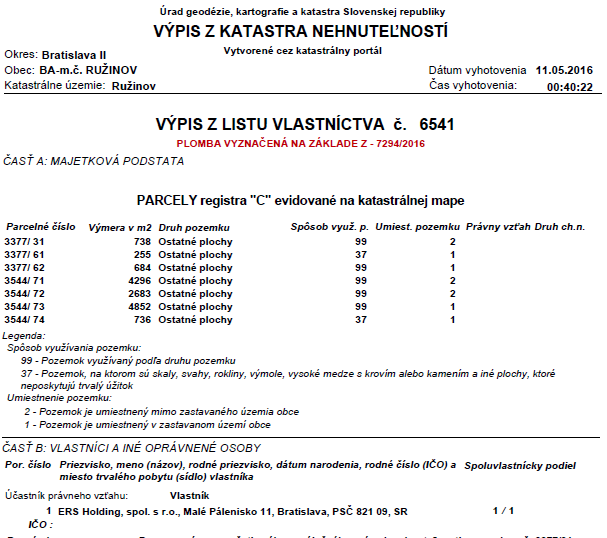 Úrad geodézie, kartografie a katastra Slovenskej republiky
VÝPIS Z KATASTRA NEHNUTEĽNOSTÍ
Vytvorené cez katastrálny portál
Okres: Bratislava II
Obec: BA-m.č. RUŽINOV Dátum vyhotovenia 11.05.2016
Katastrálne územie: Ružinov Čas vyhotovenia: 00:40:22
VÝPIS Z LISTU VLASTNÍCTVA č. 6541
PLOMBA VYZNAČENÁ NA ZÁKLADE Z - 7294/2016
ČASŤ A: MAJETKOVÁ PODSTATA
PARCELY registra "C" evidované na katastrálnej mape
Parcelné číslo Výmera v m2 Druh pozemku Spôsob využ. p. Umiest. pozemku Právny vzťah Druh ch.n.
3377/ 31 738 Ostatné plochy 99 2
3377/ 61 255 Ostatné plochy 37 1
3377/ 62 684 Ostatné plochy 99 1
3544/ 71 4296 Ostatné plochy 99 2
3544/ 72 2683 Ostatné plochy 99 2
3544/ 73 4852 Ostatné plochy 99 1
3544/ 74 736 Ostatné plochy 37 1
Legenda:
Spôsob využívania pozemku:
99 - Pozemok využívaný podľa druhu pozemku
37 - Pozemok, na ktorom sú skaly, svahy, rokliny, výmole, vysoké medze s krovím alebo kamením a iné plochy, ktoré
neposkytujú trvalý úžitok
Umiestnenie pozemku:
2 - Pozemok je umiestnený mimo zastavaného územia obce
1 - Pozemok je umiestnený v zastavanom území obce
ČASŤ B: VLASTNÍCI A INÉ OPRÁVNENÉ OSOBY
Por. číslo Priezvisko, meno (názov), rodné priezvisko, dátum narodenia, rodné číslo (IČO) a Spoluvlastnícky podiel
miesto trvalého pobytu (sídlo) vlastníka
Účastník právneho vzťahu: Vlastník
1 ERS Holding, spol. s r.o., Malé Pálenisko 11, Bratislava, PSČ 821 09, SR 1 / 1
IČO :